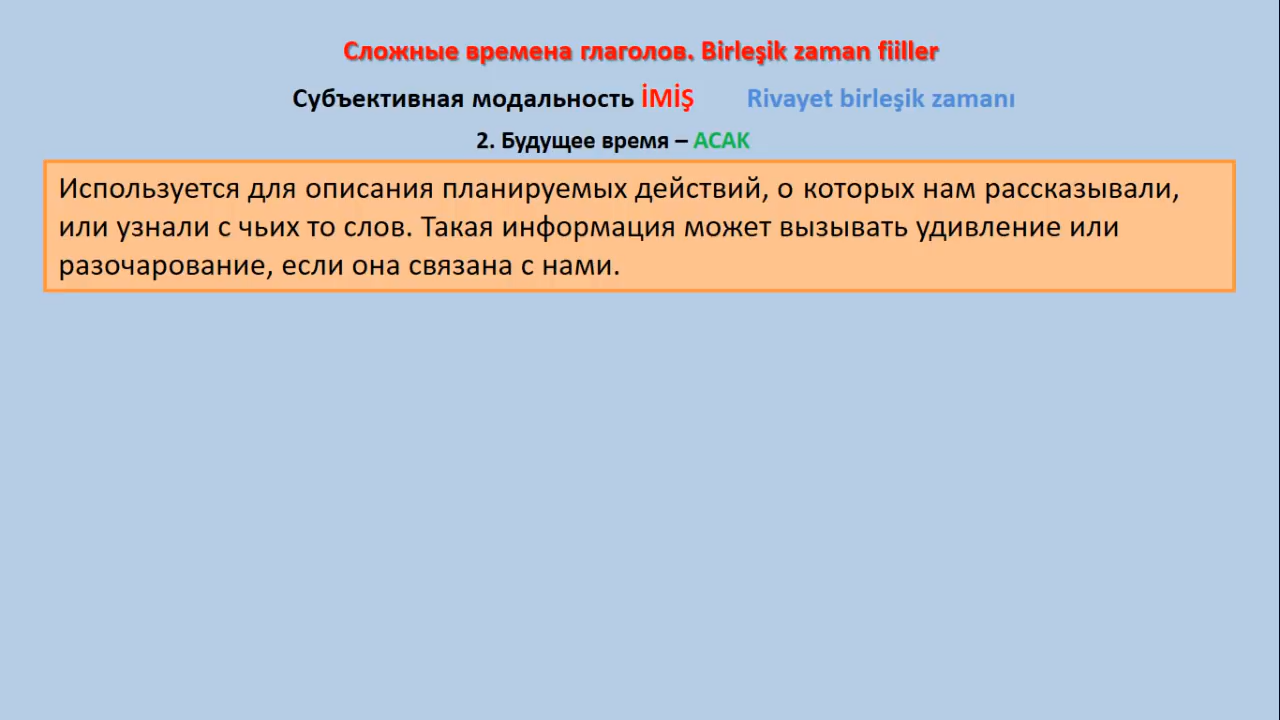 Сложные времена глаголов. Birleşik zaman fiiller
Субъективная модальность İMİŞ Rivayet birleşik zamanı
2. Будущее время – ACAK
Используется для описания планируемых действий, о которых нам рассказывали,
или узнали с чьих то слов. Такая информация может вызывать удивление или
разочарование, если она связана с нами.